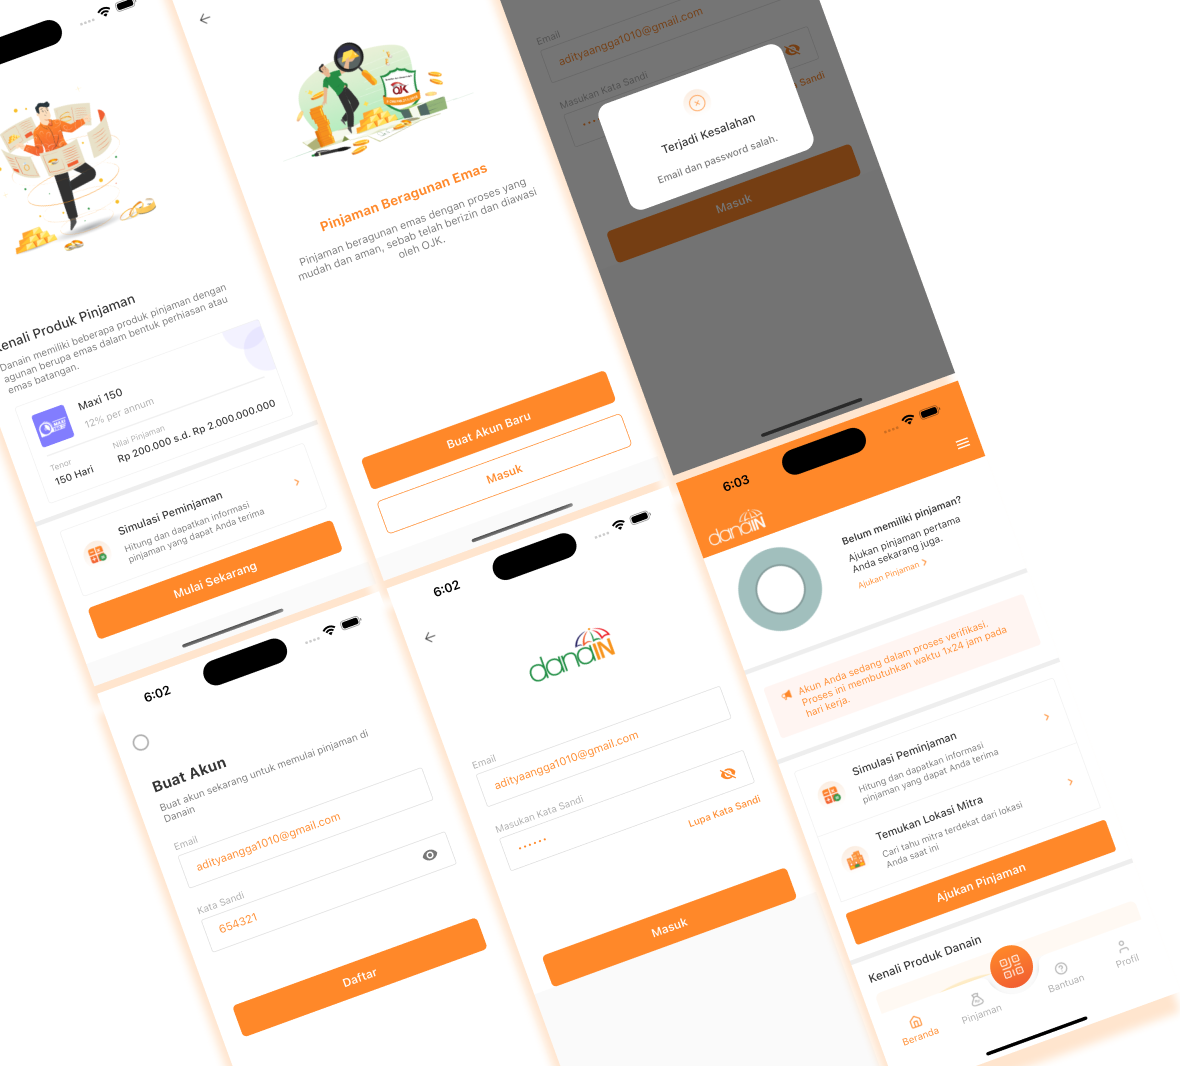 Kenali Produk Pinjaman
Danain memiliki beberapa produk pinjaman dengan
agunan berupa emas dalam bentuk perhiasan atau
emas batangan.
Maxi 150
12% per annum
Tenor
150 Hari
Nilai Pinjaman
Rp 200.000 s.d. Rp 2.000.000.000
Simulasi Peminjaman
Hitung dan dapatkan informasi
pinjaman yang dapat Anda terima
Mulai Sekarang
OJK
Pinjaman Beragunan Emas
Pinjaman beragunan emas dengan proses yang
mudah dan aman, sebab telah berizin dan diawasi
oleh OJK.
Buat Akun Baru
Masuk
Email
adityaangga1010@gmail.com
Masukan Kata Sandi
Sandi
Terjadi Kesalahan
Email dan password salah.
Masuk
6:02
Buat Akun
Buat akun sekarang untuk memulai pinjaman di
Danain
Email
adityaangga1010@gmail.com
Kata Sandi
654321
Daftar
6:02
danaIN
Email
adityaangga1010@gmail.com
Masukan Kata Sandi
Lupa Kata Sandi
Masuk
6:03
danaIN
Belum memiliki pinjaman?
Ajukan pinjaman pertama
Anda sekarang juga.
Ajukan Pinjaman
Akun Anda sedang dalam proses verifikasi.
Proses ini membutuhkan waktu 1x24 jam pada
hari kerja.
Simulasi Peminjaman
Hitung dan dapatkan informasi
pinjaman yang dapat Anda terima
Temukan Lokasi Mitra
Cari tahu mitra terdekat dari lokasi
Anda saat ini
Ajukan Pinjaman
Kenali Produk Danain
Beranda
Pinjaman
Bantuan
Profil